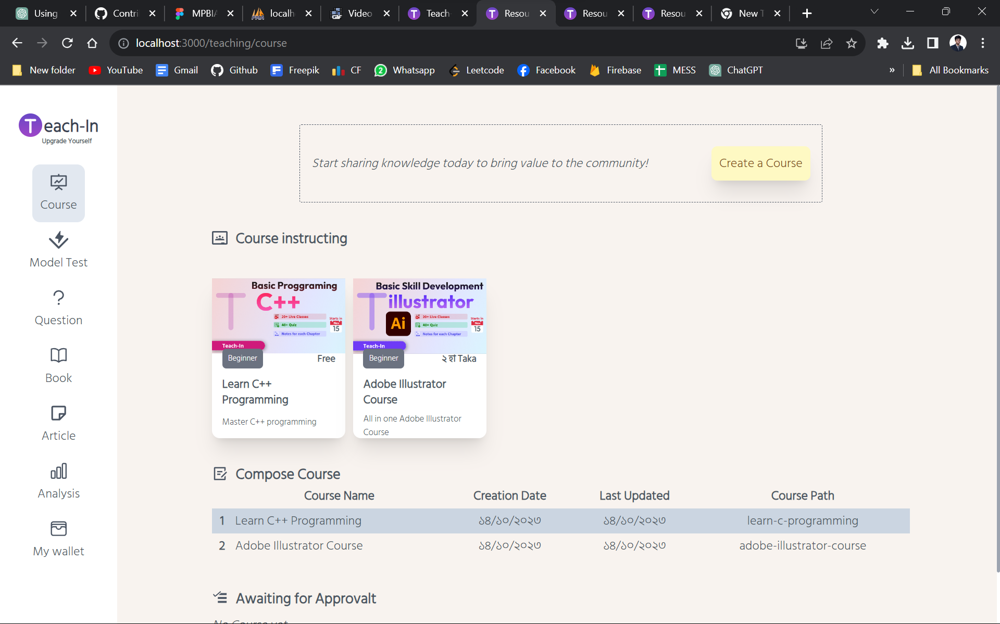 Using
Contri
MPBI
localh
Video
Teach-
Resou
Resou
Resou
New T
localhost:3000/teaching/course
New folder
YouTube
Gmail
Github
Freepik
CF
Whatsapp
Leetcode
Facebook
Firebase
MESS
ChatGPT
»
All Bookmarks
Teach-In
Upgrade Yourself
Course
Model Test
Question
Book
Article
Analysis
My wallet
Start sharing knowledge today to bring value to the community!
Create a Course
Course instructing
Basic Proggraming
C++
20+ Live Classes
40+ Quiz
Notes for each Chapter
Starts in
Nov
15
Teach-In
Beginner
Free
Learn C++
Programming
Master C++ programming
Basic Skill Development
illustrator
Ai
20+ Live Classes
40+ Quiz
Notes for each Chapter
Starts in
Nov
15
Teach-In
Beginner
Taka
Adobe Illustrator
Course
All in one Adobe Illustrator
Course
Compose Course
Course Name Creation Date Last Updated Course Path
1 Learn C++ Programming ১৪/১০/২০২৩ ১৪/১০/২০২৩ learn-c-programming
2 Adobe Illustrator Course ১৪/১০/২০২৩ ১৪/১০/২০২৩ adobe-illustrator-course
Awaiting for Approvalt
No Course yet